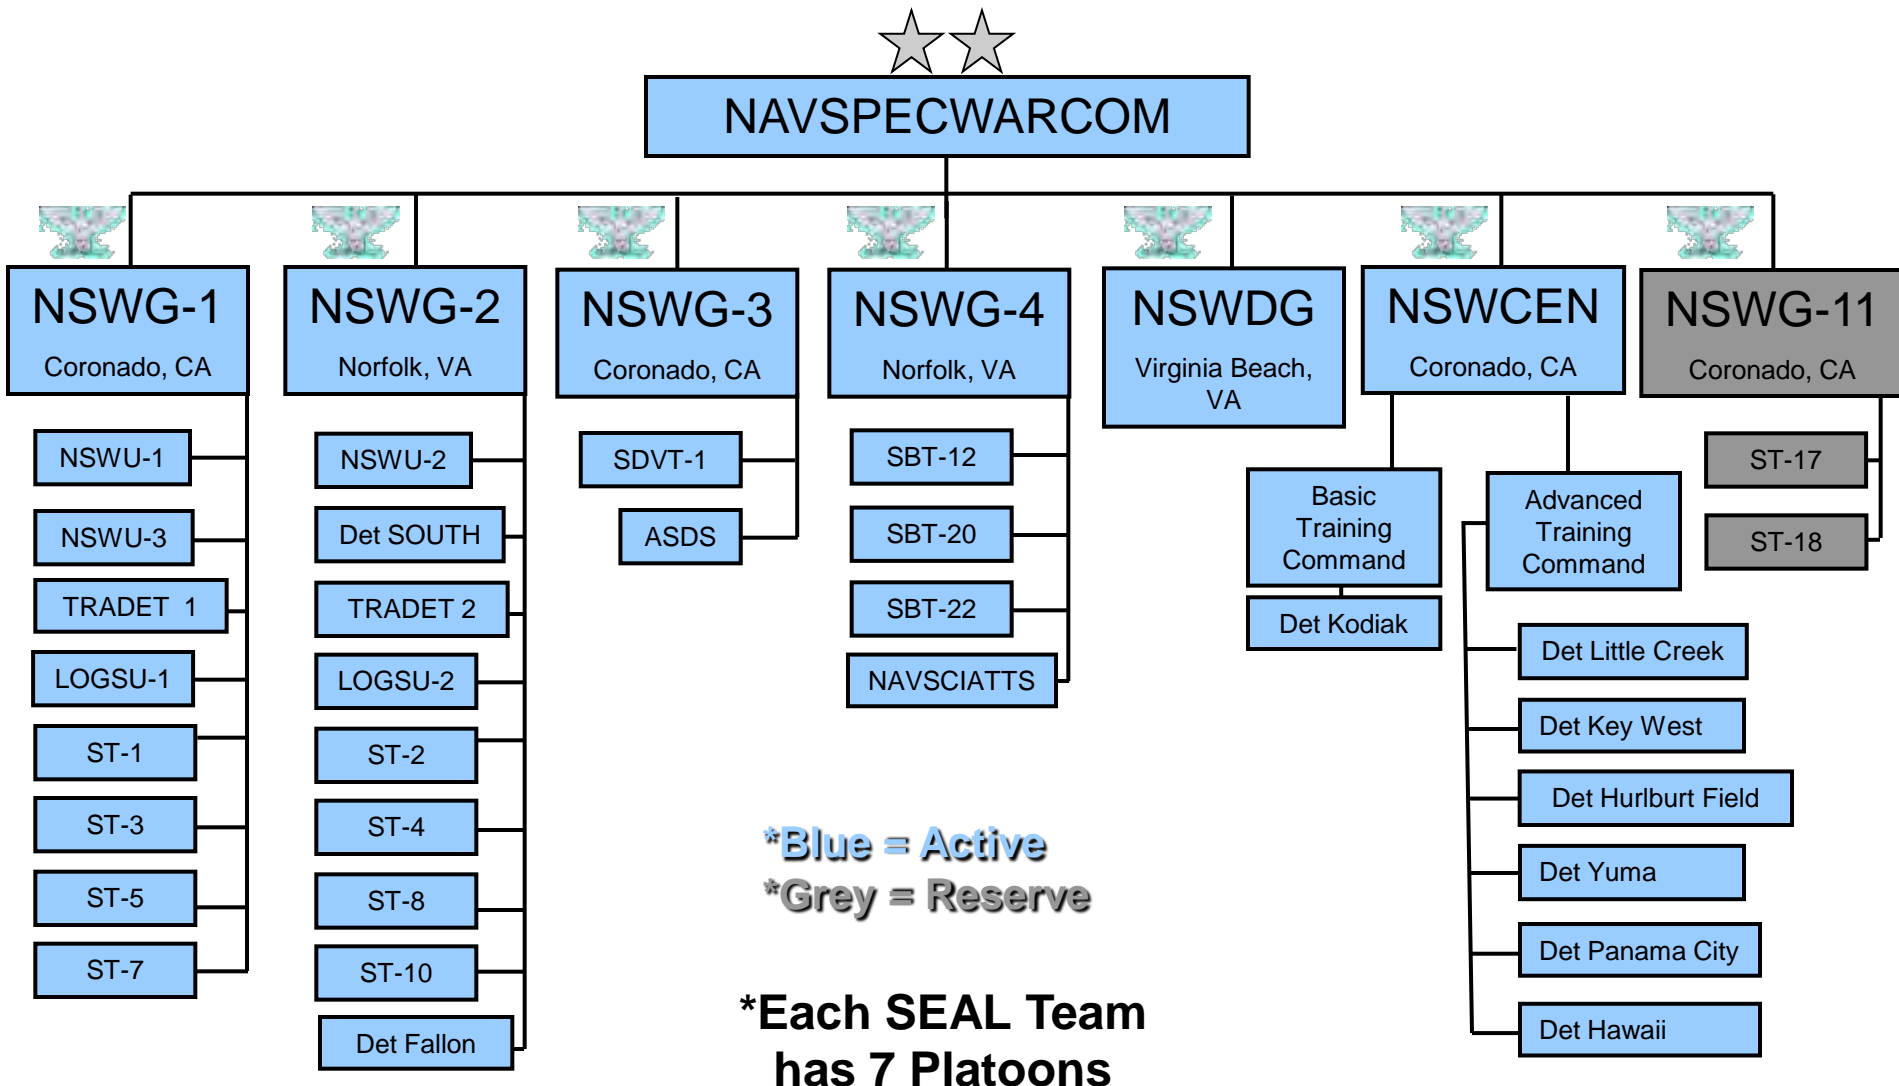 NAVSPECWARCOM
NSWG-1
Coronado, CA
NSWU-1
NSWU-3
TRADET 1
LOGSU-1
ST-1
ST-3
ST-5
ST-7
NSWG-2
Norfolk, VA
NSWU-2
Det SOUTH
TRADET 2
LOGSU-2
ST-2
ST-4
ST-8
ST-10
Det Fallon
NSWG-3
Coronado, CA
SDVT-1
ASDS
NSWG-4
Norfolk, VA
SBT-12
SBT-20
SBT-22
NAVSCIATTS
NSWDG
Virginia Beach,
VA
NSWCEN
Coronado, CA
Basic
Training
Command
Det Kodiak
Advanced
Training
Command
Det Little Creek
Det Key West
Det Hurlburt Field
Det Yuma
Det Panama City
Det Hawaii
NSWG-11
Coronado, CA
ST-17
ST-18
*Blue = Active
*Grey = Reserve
*Each SEAL Team
has 7 Platoons